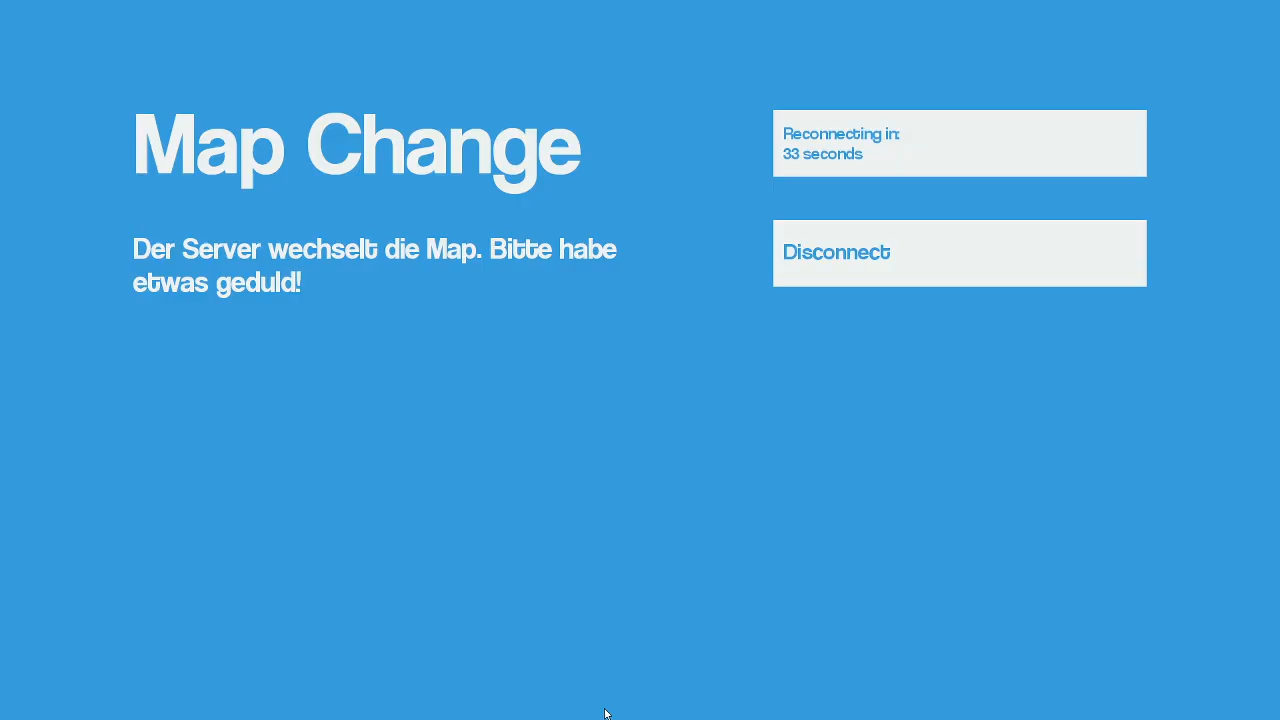 Map Change
Der Server wechselt die Map. Bitte habe
etwas geduld!
Reconnecting in:
33 seconds
Disconnect